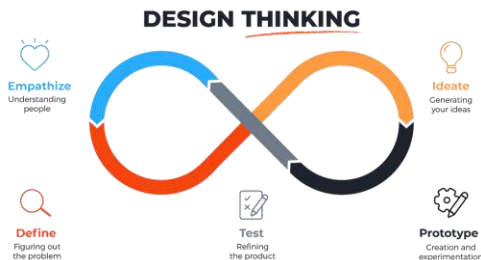 DESIGN THINKING
Empathize
Understanding
people
Ideate
Generating
your ideas
Define
Figuring out
the problem
Test
Refining
the product
Prototype
Creation and
experimentation